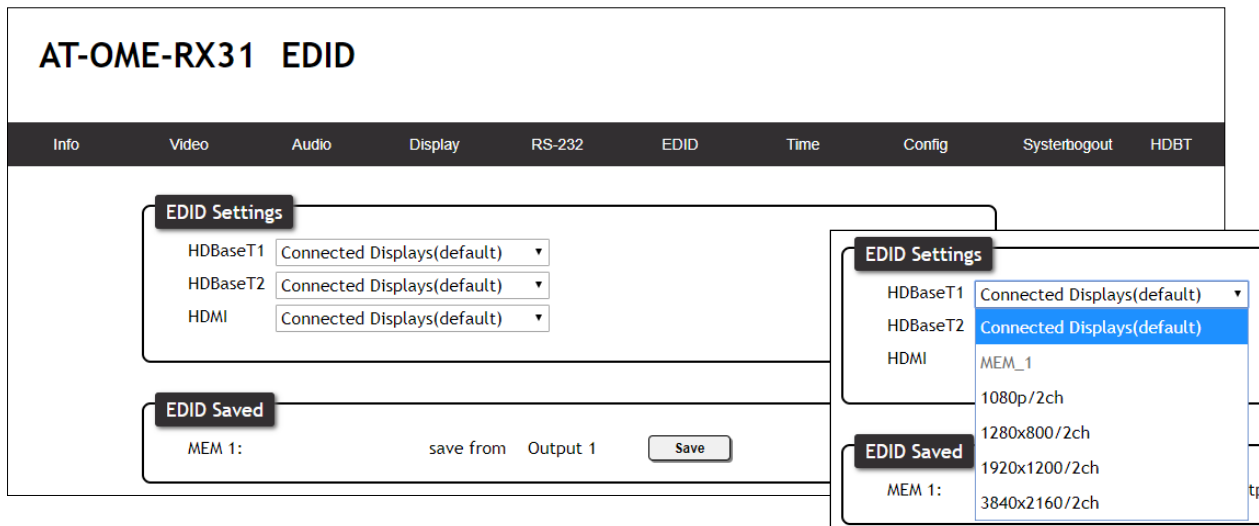 AT-OME-RX31 EDID
Info Video Audio Display RS-232 EDID Time Config Systembogout HDBT
EDID Settings
HDBaseT1 Connected Displays(default)
HDBaseT2 Connected Displays(default)
HDMI Connected Displays(default)
EDID Saved
MEM 1: save from Output 1 Save
EDID Settings
HDBaseT1 Connected Displays(default)
HDBaseT2 Connected Displays(default)
HDMI MEM_1
1080p/2ch
1280x800/2ch
EDID Saved
1920x1200/2ch
MEM 1: tp
3840x2160/2ch